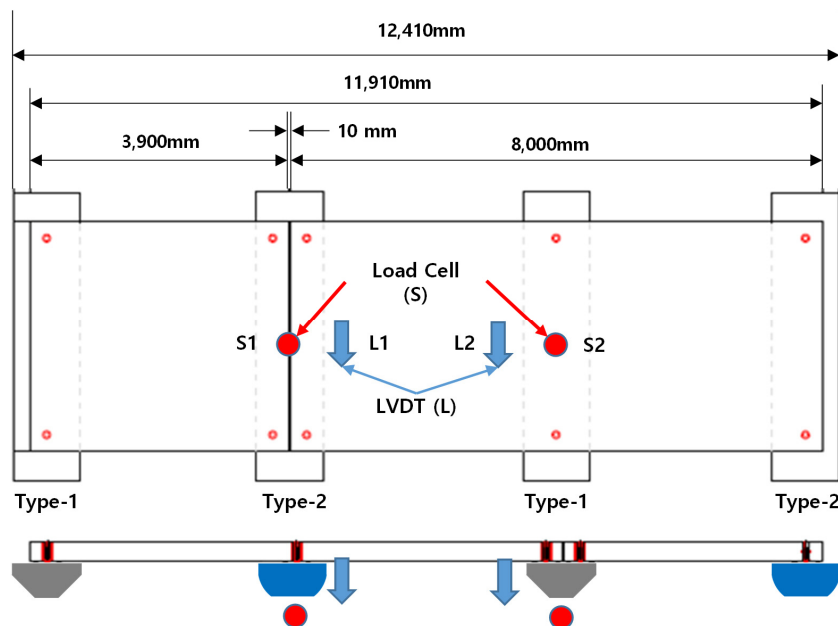 12,410mm
11,910mm
10 mm
3,900mm
8,000mm
Load Cell
(S)
S1
L1
L2
S2
LVDT (L)
Type-1
Type-2
Type-1
Type-2